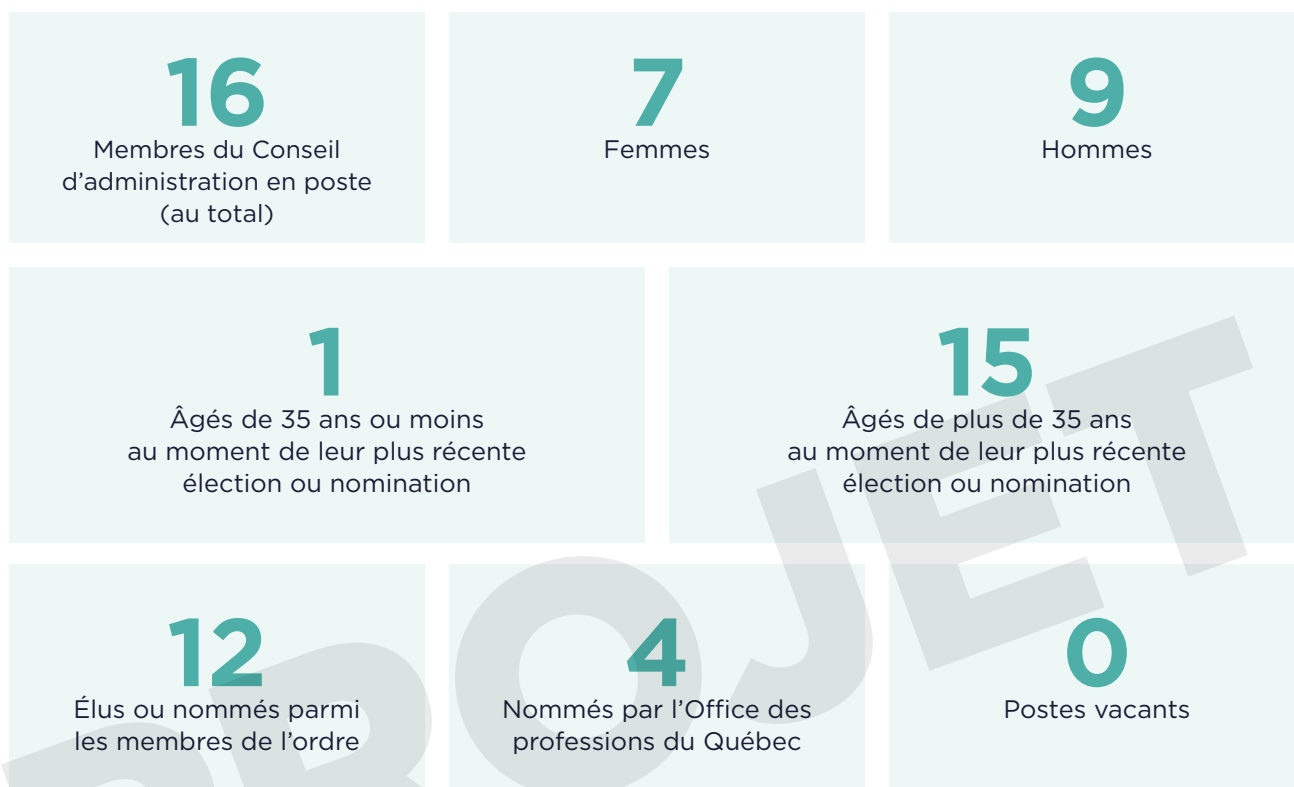 16
Membres du Conseil
d’administration en poste
(au total)
7
Femmes
9
Hommes
1
Âgés de 35 ans ou moins
au moment de leur plus récente
élection ou nomination
15
Âgés de plus de 35 ans
au moment de leur plus récente
élection ou nomination
12
Élus ou nommés parmi
les membres de l’ordre
4
Nommés par l’Office des
professions du Québec
0
Postes vacants
PROJET